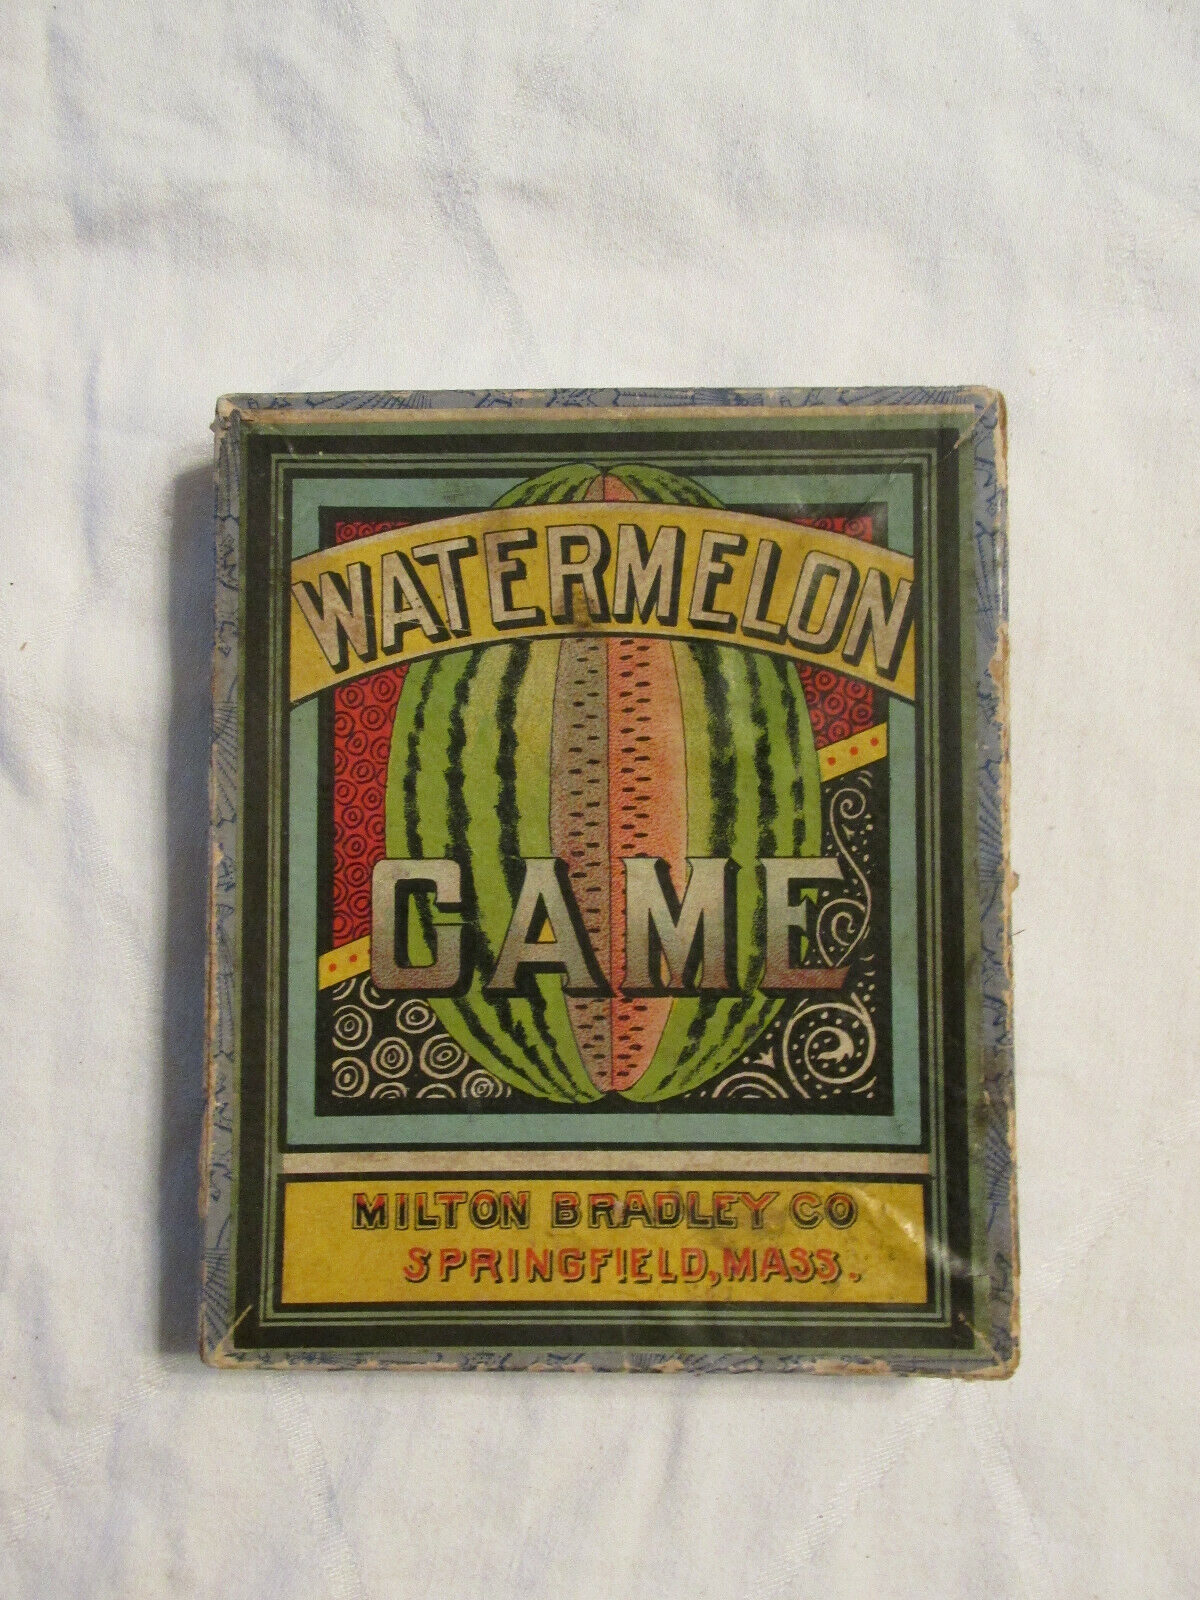 WATERMELON
GAME
MILTON BRADLEY CO
SPRINGFIELD, MASS.